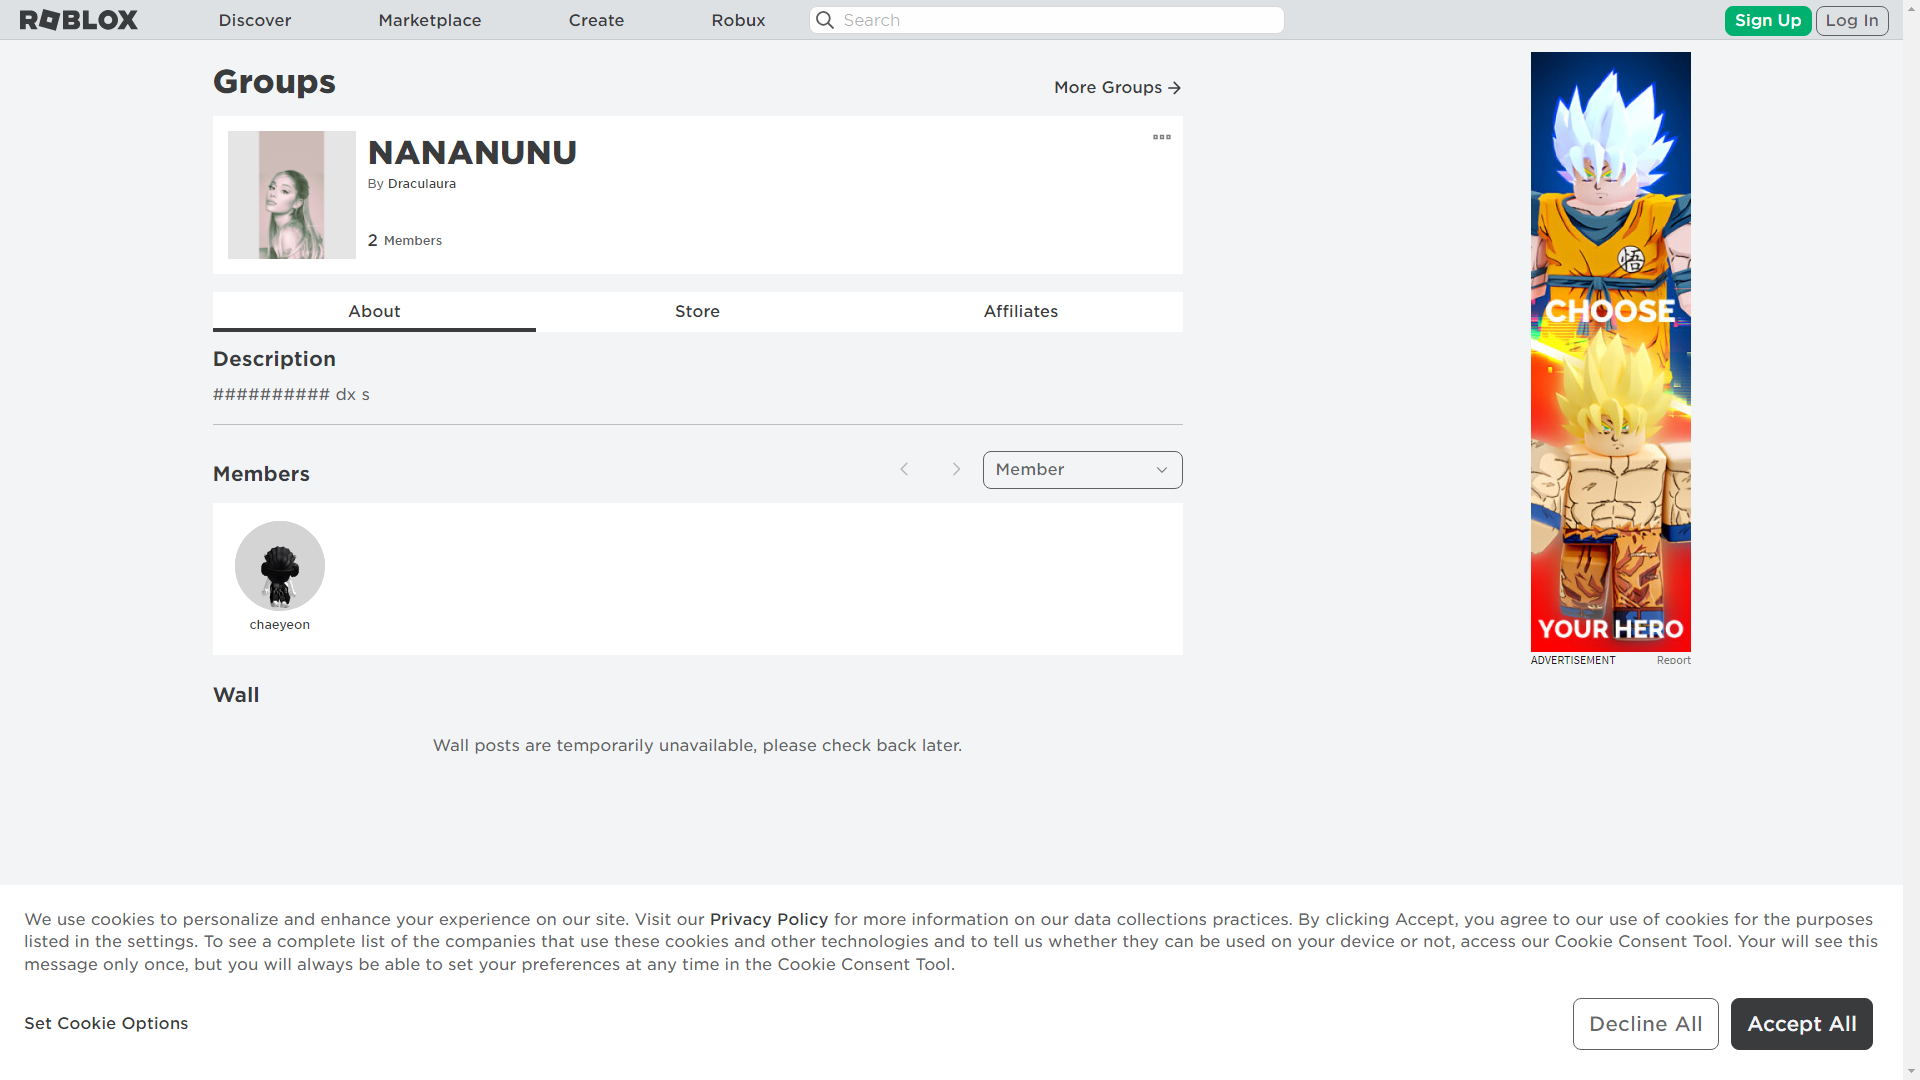 ROBLOX
Discover
Marketplace
Create
Robux
Search
Sign Up
Log In
Groups
More Groups
NANANUNU
By Draculaura
2 Members
About
Store
Affiliates
Description
########## dx s
Members
Member
chaeyeon
Wall
Wall posts are temporarily unavailable, please check back later.
悟
CHOOSE
YOUR HERO
ADVERTISEMENT
Report
We use cookies to personalize and enhance your experience on our site. Visit our Privacy Policy for more information on our data collections practices. By clicking Accept, you agree to our use of cookies for the purposes
listed in the settings. To see a complete list of the companies that use these cookies and other technologies and to tell us whether they can be used on your device or not, access our Cookie Consent Tool. Your will see this
message only once, but you will always be able to set your preferences at any time in the Cookie Consent Tool.
Set Cookie Options
Decline All
Accept All